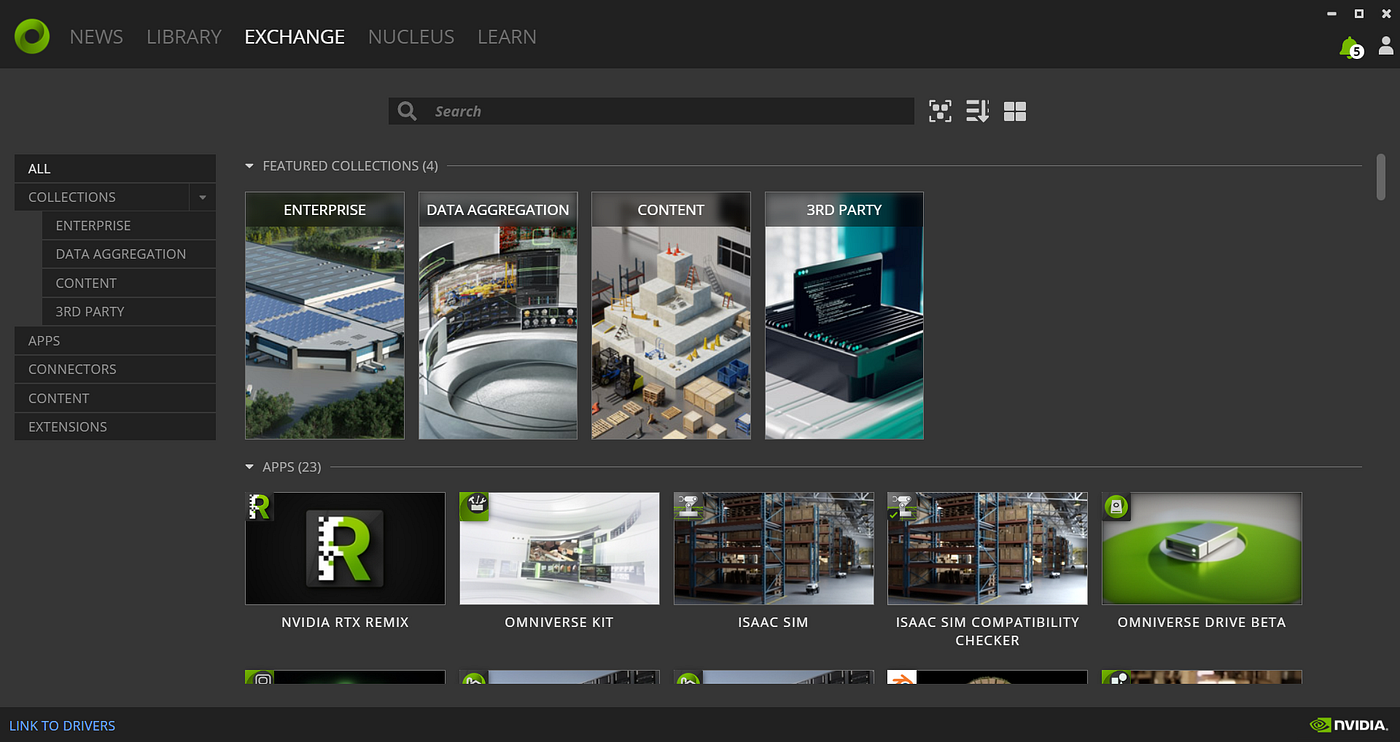 NEWS LIBRARY EXCHANGE NUCLEUS LEARN
5
Search
ALL
COLLECTIONS
ENTERPRISE
DATA AGGREGATION
CONTENT
3RD PARTY
APPS
CONNECTORS
CONTENT
EXTENSIONS
FEATURED COLLECTIONS (4)
ENTERPRISE
DATA AGGREGATION
CONTENT
3RD PARTY
APPS (23)
NVIDIA RTX REMIX
OMNIVERSE KIT
ISAAC SIM
ISAAC SIM COMPATIBILITY
CHECKER
OMNIVERSE DRIVE BETA
LINK TO DRIVERS
NVIDIA.